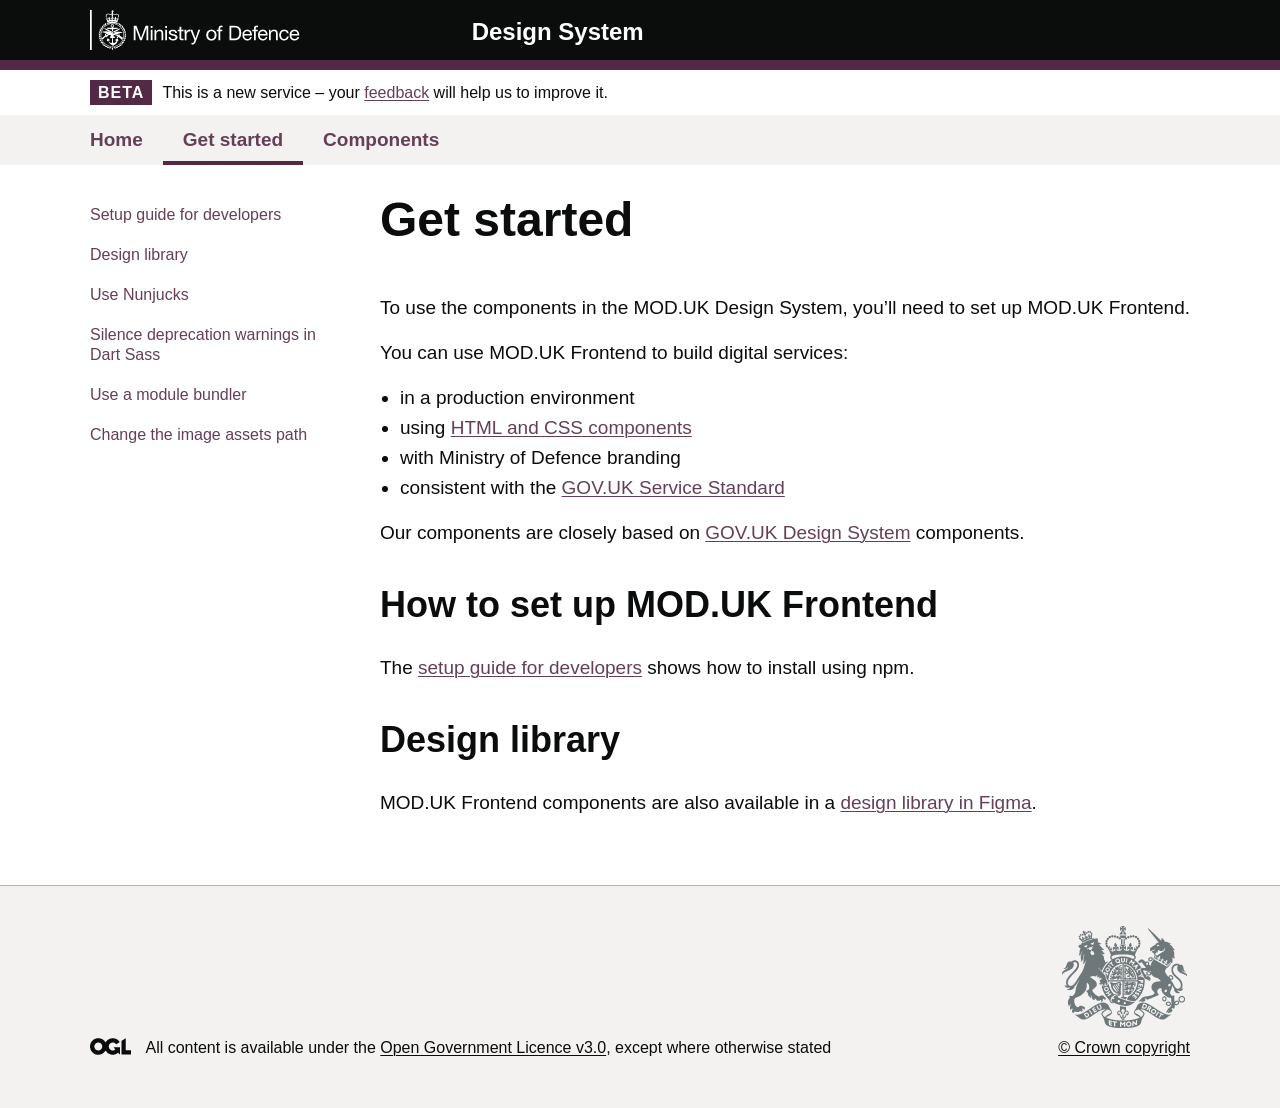 Ministry of Defence
Design System
BETA This is a new service – your feedback will help us to improve it.
Home Get started Components
Setup guide for developers
Design library
Use Nunjucks
Silence deprecation warnings in
Dart Sass
Use a module bundler
Change the image assets path
Get started
To use the components in the MOD.UK Design System, you’ll need to set up MOD.UK Frontend.
You can use MOD.UK Frontend to build digital services:
in a production environment
using HTML and CSS components
with Ministry of Defence branding
consistent with the GOV.UK Service Standard
Our components are closely based on GOV.UK Design System components.
How to set up MOD.UK Frontend
The setup guide for developers shows how to install using npm.
Design library
MOD.UK Frontend components are also available in a design library in Figma.
DIEU ET MON DROIT
OGL All content is available under the Open Government Licence v3.0, except where otherwise stated
© Crown copyright